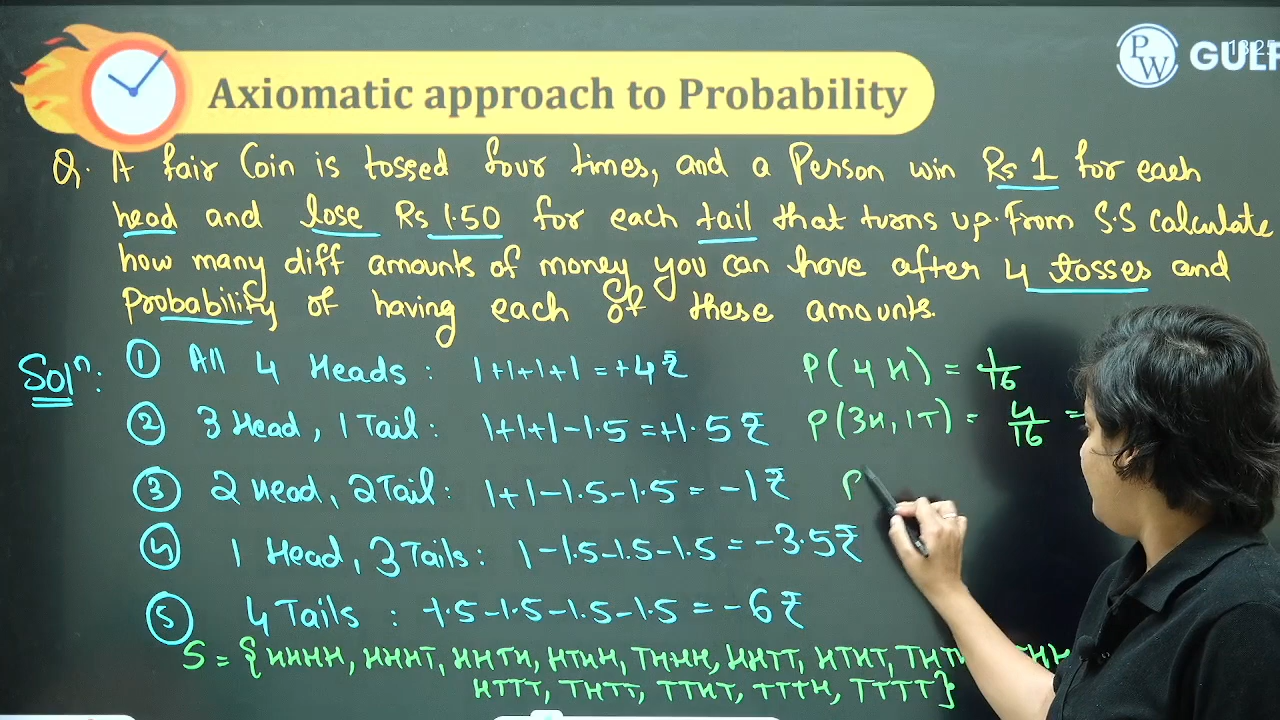 PW GULF
Axiomatic approach to Probability
Q. A fair Coin is tossed four times, and a Person win Rs 1 for each
head and lose Rs 1.50 for each tail that turns up. From S.S calculate
how many diff amounts of money you can have after 4 tosses and
Probability of having each of these amounts.
Solⁿ: ① All 4 Heads : 1+1+1+1 = +4₹ P(4H) = 1/16
② 3 Head, 1 Tail : 1+1+1-1.5 = +1.5₹ P(3H, 1T) = 4/16 =
③ 2 Head, 2 Tail : 1+1-1.5-1.5 = -1₹ P
④ 1 Head, 3 Tails : 1-1.5-1.5-1.5 = -3.5₹
⑤ 4 Tails : -1.5-1.5-1.5-1.5 = -6₹
S = {HHHH, HHHT, HHTH, HTHH, THHH, HHTT, HTHT,
HTTT, THTT, TTHT, TTTH, TTTT}